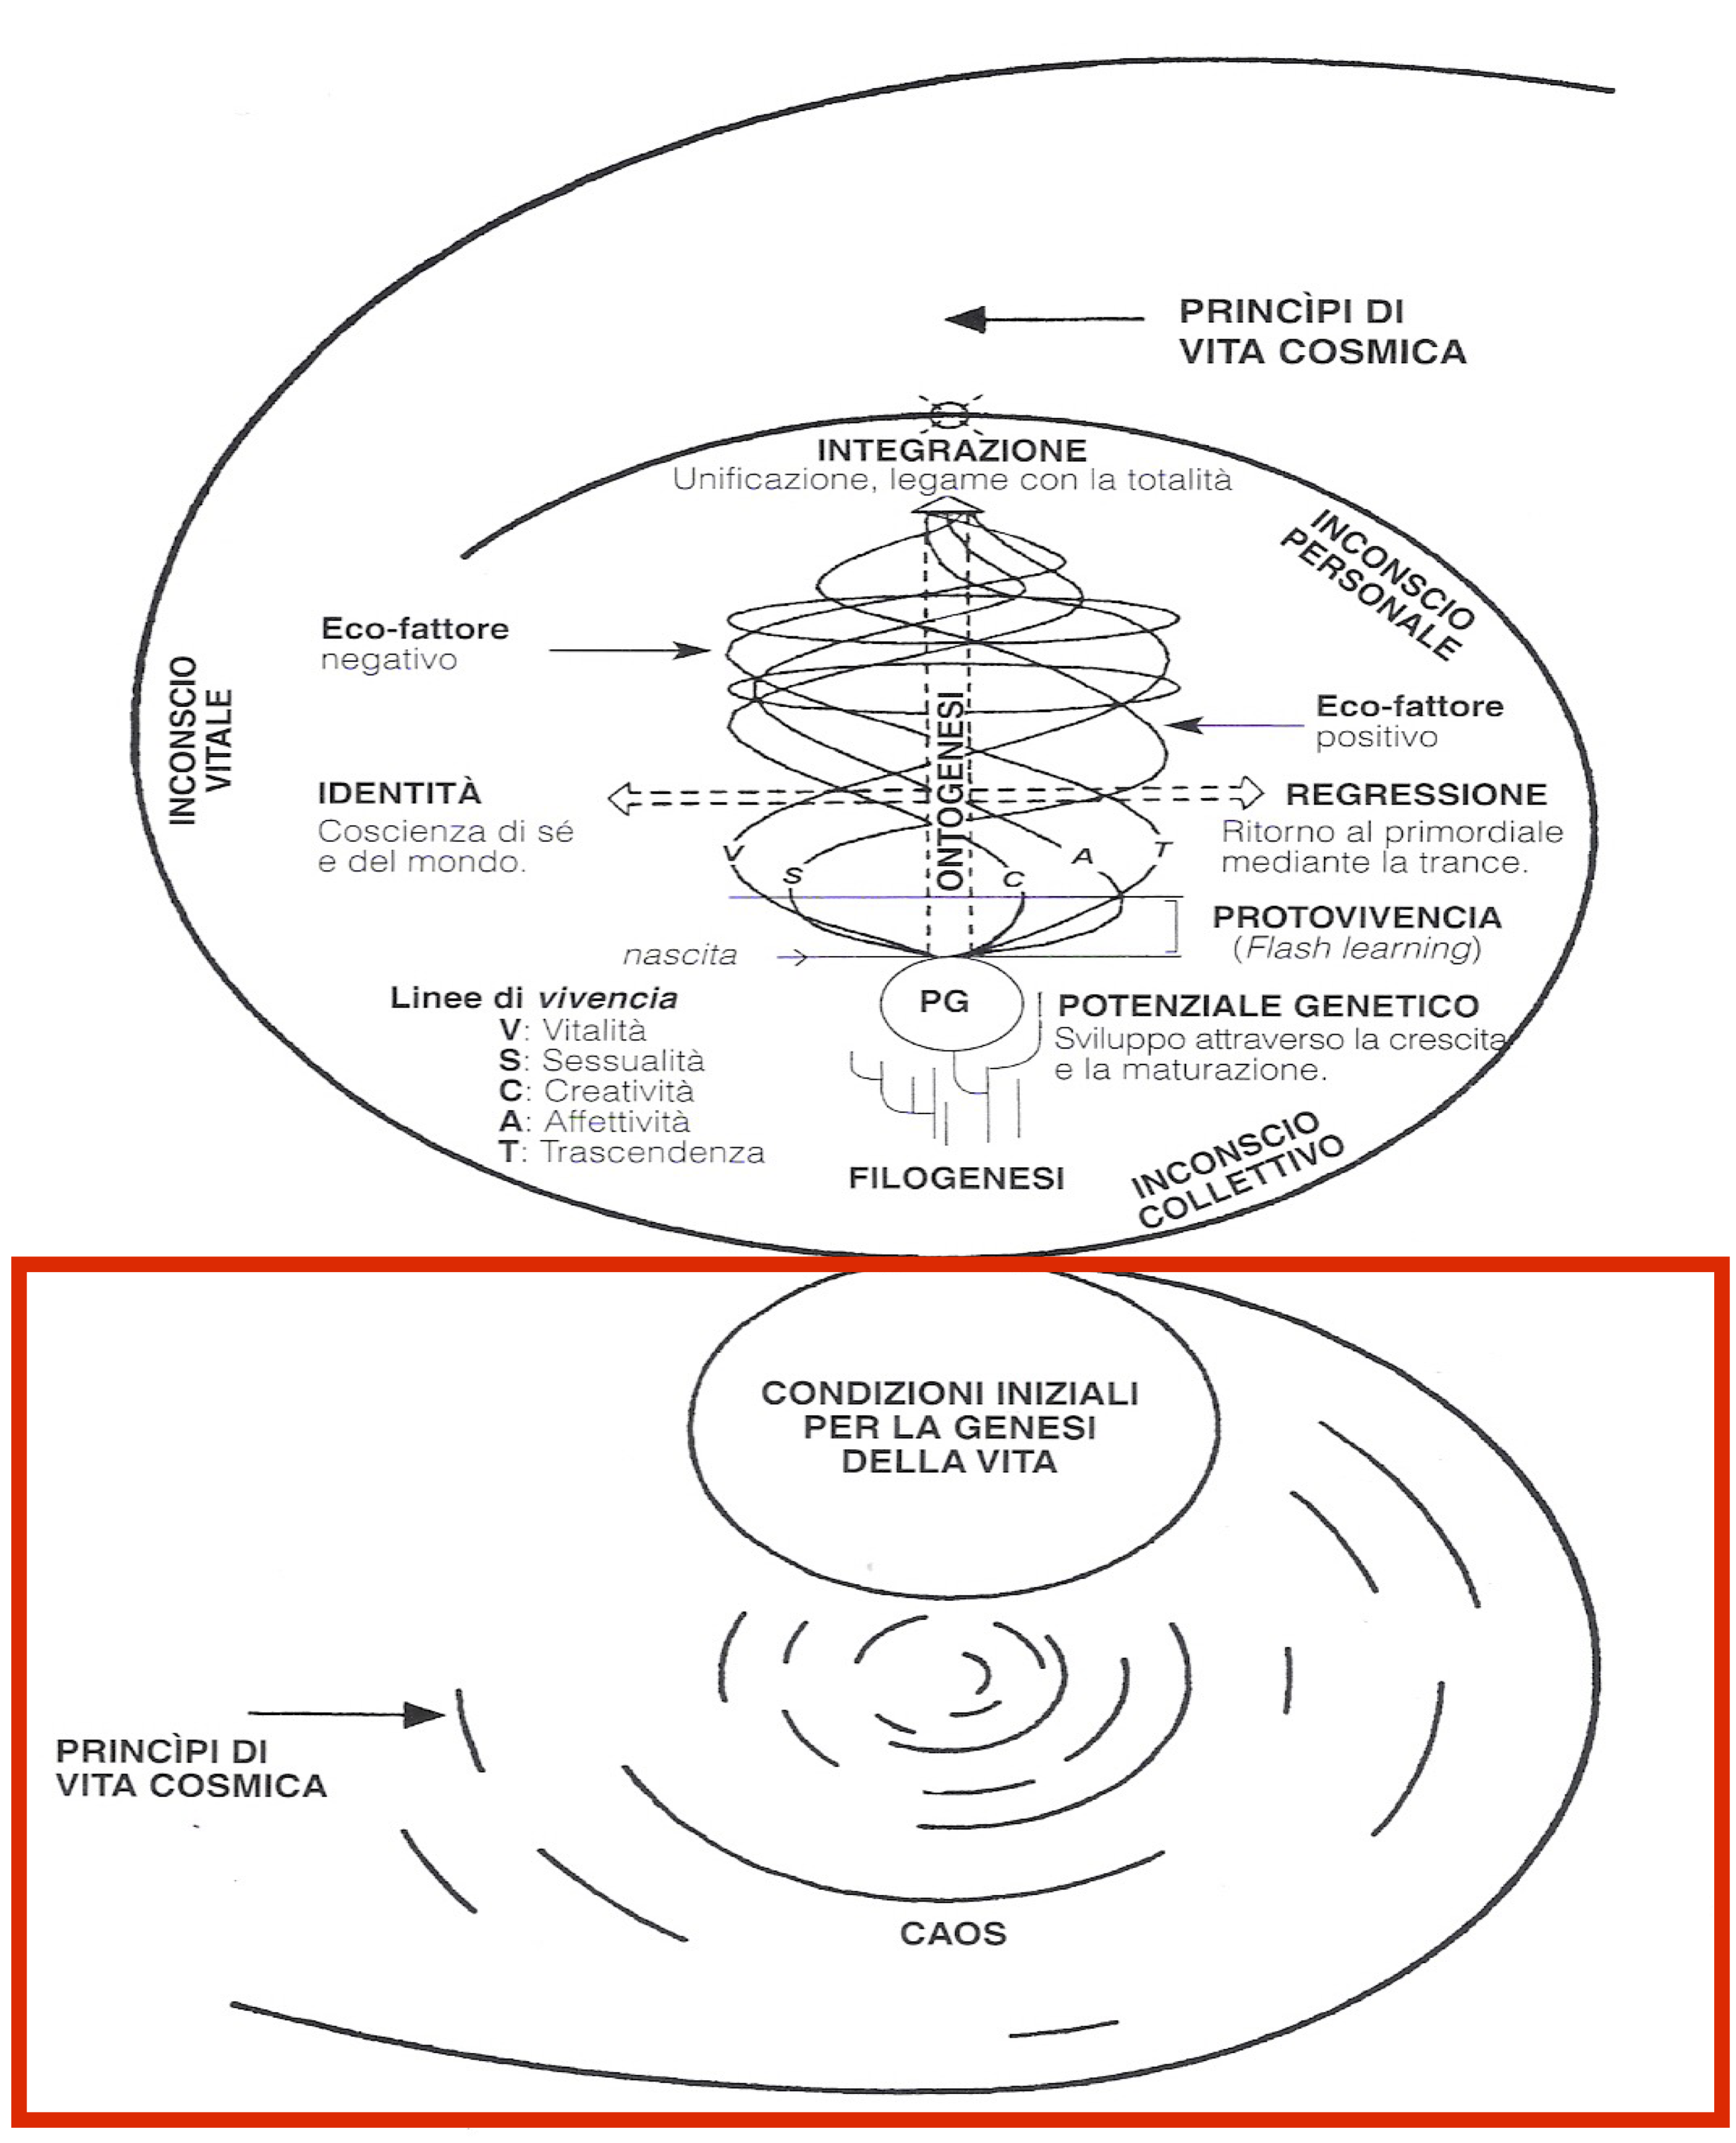 PRINCÌPI DI
VITA COSMICA
INTEGRAZIONE
Unificazione, legame con la totalità
INCONSCIO
PERSONALE
Eco-fattore
negativo
INCONSCIO
VITALE
ONTOGENESI
Eco-fattore
positivo
IDENTITÀ
Coscienza di sé
e del mondo.
REGRESSIONE
Ritorno al primordiale
mediante la trance.
V
S
C
A
T
PROTOVIVENCIA
(Flash learning)
nascita
Linee di vivencia
V: Vitalità
S: Sessualità
C: Creatività
A: Affettività
T: Trascendenza
PG
POTENZIALE GENETICO
Sviluppo attraverso la crescita
e la maturazione.
FILOGENESI
INCONSCIO
COLLETTIVO
CONDIZIONI INIZIALI
PER LA GENESI
DELLA VITA
PRINCÌPI DI
VITA COSMICA
CAOS